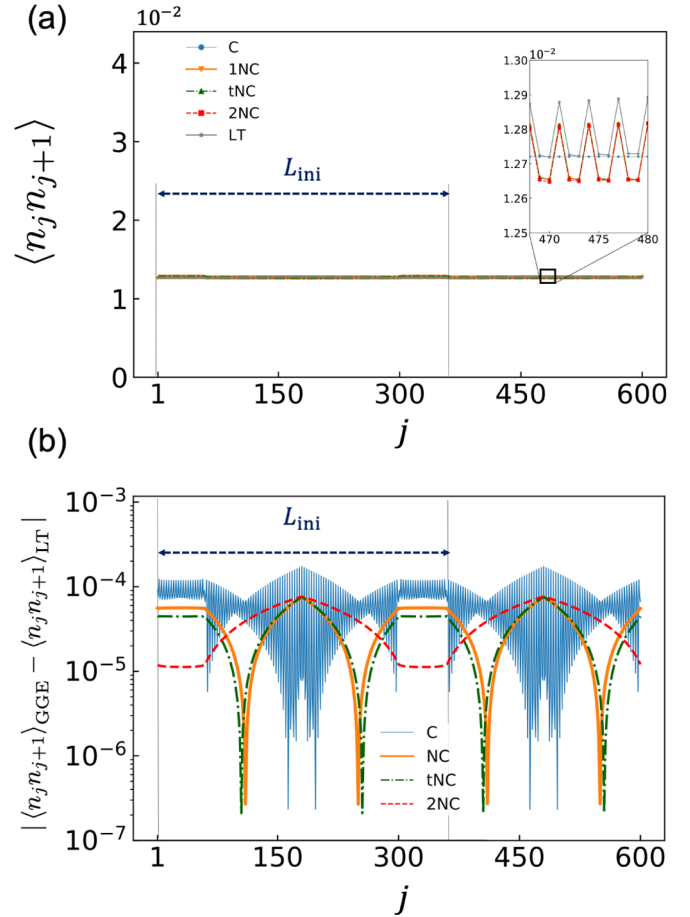 (a)
10⁻²
4
3
2
1
0
⟨n_j n_{j+1}⟩
C
1NC
tNC
2NC
LT
L_ini
10⁻²
1.30
1.29
1.28
1.27
1.26
1.25
470 475 480
1 150 300 450 600
j
(b)
10⁻³
10⁻⁴
10⁻⁵
10⁻⁶
10⁻⁷
|⟨n_j n_{j+1}⟩_GGE − ⟨n_j n_{j+1}⟩_LT|
L_ini
C
NC
tNC
2NC
1 150 300 450 600
j